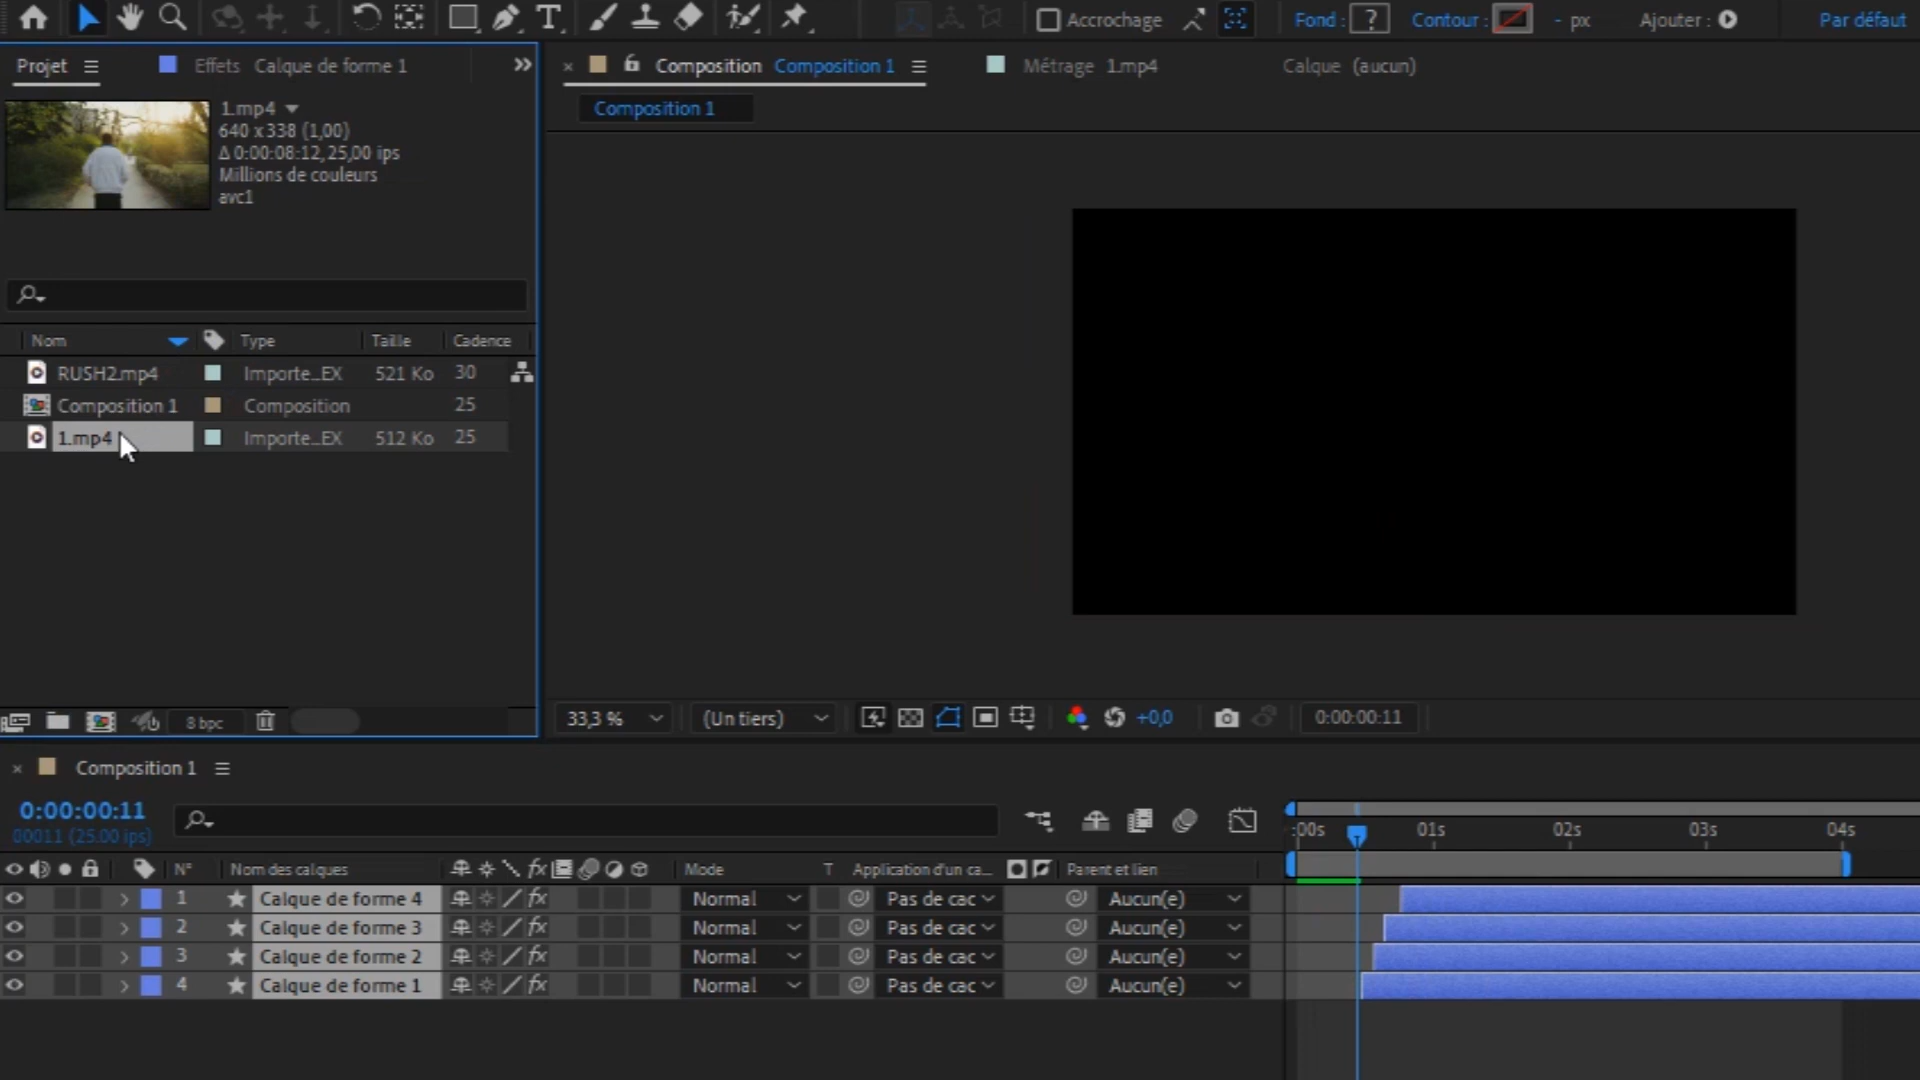 Accrochage
Fond : ?
Contour :
- px
Ajouter :
Par défaut
Projet
Effets Calque de forme 1
Composition Composition 1
Métrage 1.mp4
Calque (aucun)
Composition 1
1.mp4
640 x 338 (1,00)
Δ 0:00:08:12, 25,00 ips
Millions de couleurs
avc1
Nom Type Taille Cadence
RUSH2.mp4 Importe...EX 521 Ko 30
Composition 1 Composition 25
1.mp4 Importe...EX 512 Ko 25
8 bpc
33,3 %
(Un tiers)
+0,0
0:00:00:11
Composition 1
0:00:00:11
00011 (25.00 ips)
:00s 01s 02s 03s 04s
N° Nom des calques fx Mode T Application d'un ca... Parent et lien
1 Calque de forme 4 fx Normal Pas de cac Aucun(e)
2 Calque de forme 3 fx Normal Pas de cac Aucun(e)
3 Calque de forme 2 fx Normal Pas de cac Aucun(e)
4 Calque de forme 1 fx Normal Pas de cac Aucun(e)